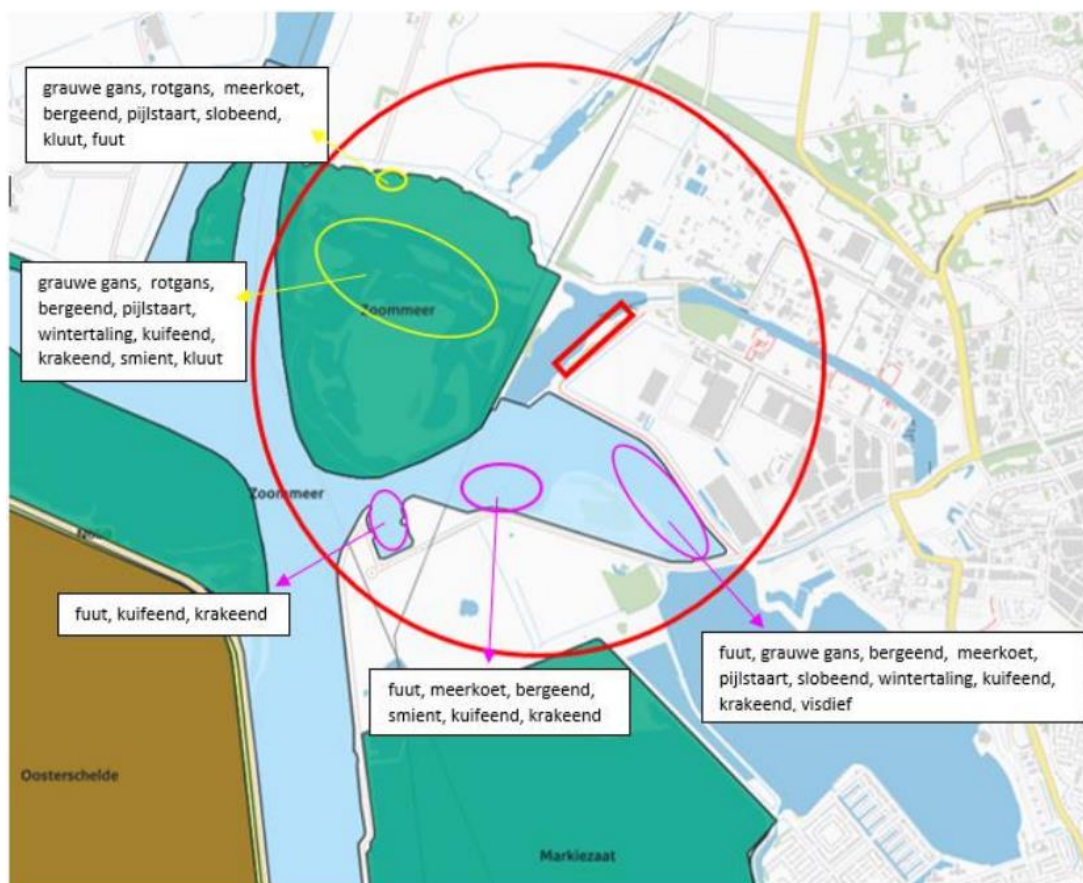 grauwe gans, rotgans, meerkoet,
bergeend, pijlstaart, slobeend,
kluut, fuut
grauwe gans, rotgans,
bergeend, pijlstaart,
wintertaling, kuifeend,
krakeend, smient, kluut
Zoommeer
Zoommeer
fuut, kuifeend, krakeend
fuut, meerkoet, bergeend,
smient, kuifeend, krakeend
fuut, grauwe gans, bergeend, meerkoet,
pijlstaart, slobeend, wintertaling, kuifeend,
krakeend, visdief
Oosterschelde
Markiezaat